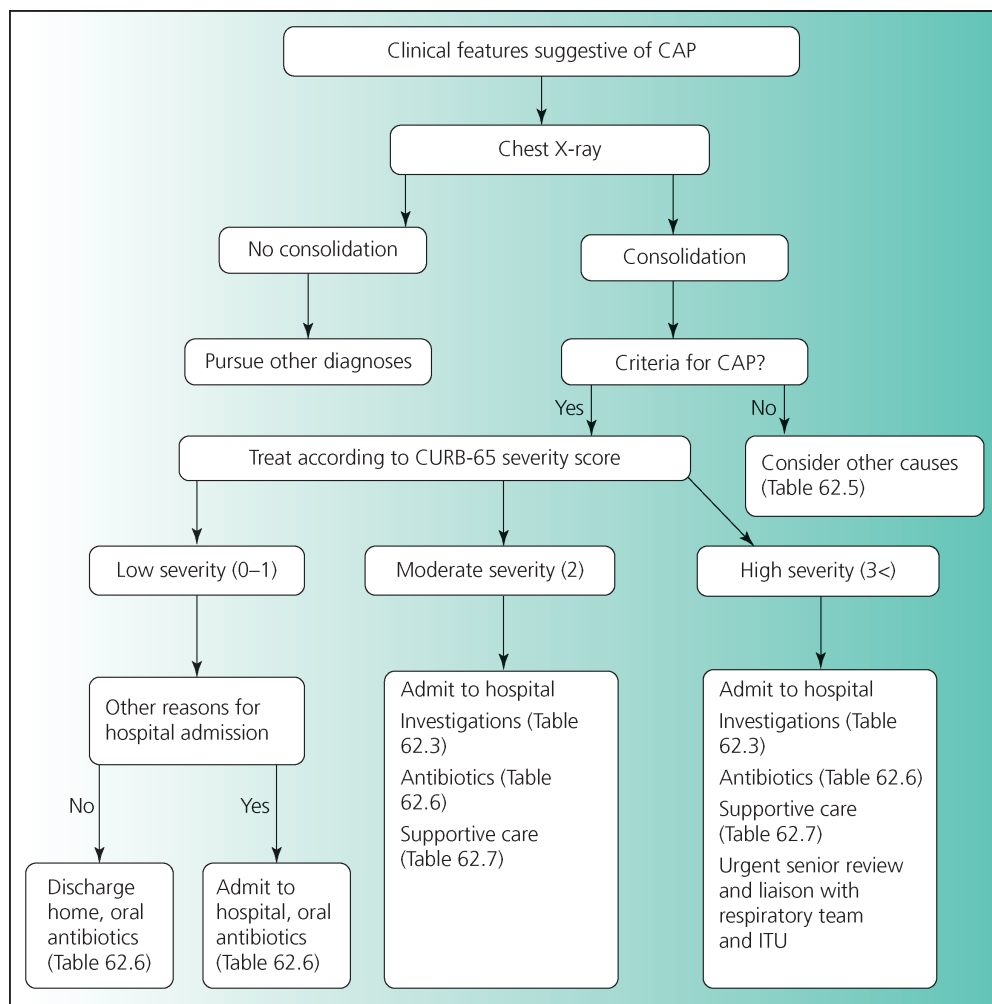 Clinical features suggestive of CAP
Chest X-ray
No consolidation
Consolidation
Pursue other diagnoses
Criteria for CAP?
Yes
No
Treat according to CURB-65 severity score
Consider other causes
(Table 62.5)
Low severity (0–1)
Moderate severity (2)
High severity (3<)
Other reasons for
hospital admission
No
Yes
Discharge
home, oral
antibiotics
(Table 62.6)
Admit to
hospital, oral
antibiotics
(Table 62.6)
Admit to hospital
Investigations (Table
62.3)
Antibiotics (Table
62.6)
Supportive care
(Table 62.7)
Admit to hospital
Investigations (Table
62.3)
Antibiotics (Table 62.6)
Supportive care
(Table 62.7)
Urgent senior review
and liaison with
respiratory team
and ITU